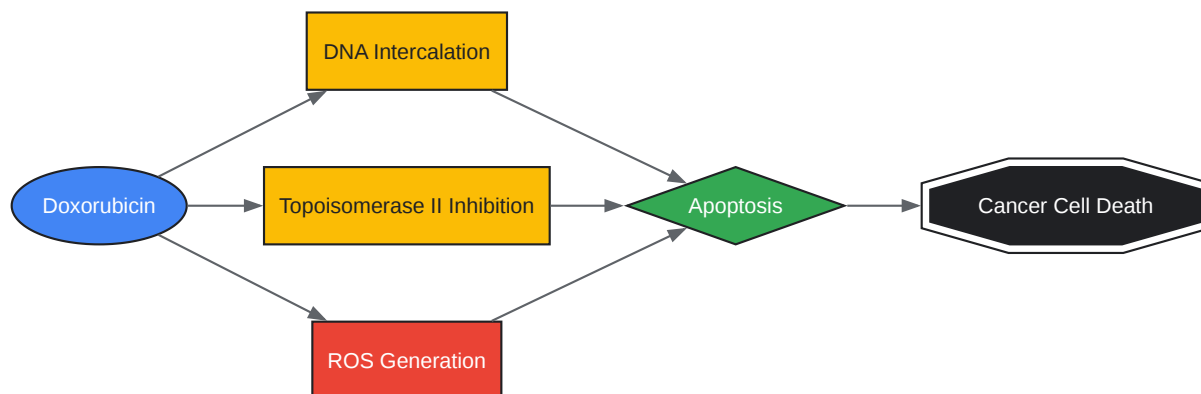 DNA Intercalation
Doxorubicin
Topoisomerase II Inhibition
Apoptosis
Cancer Cell Death
ROS Generation